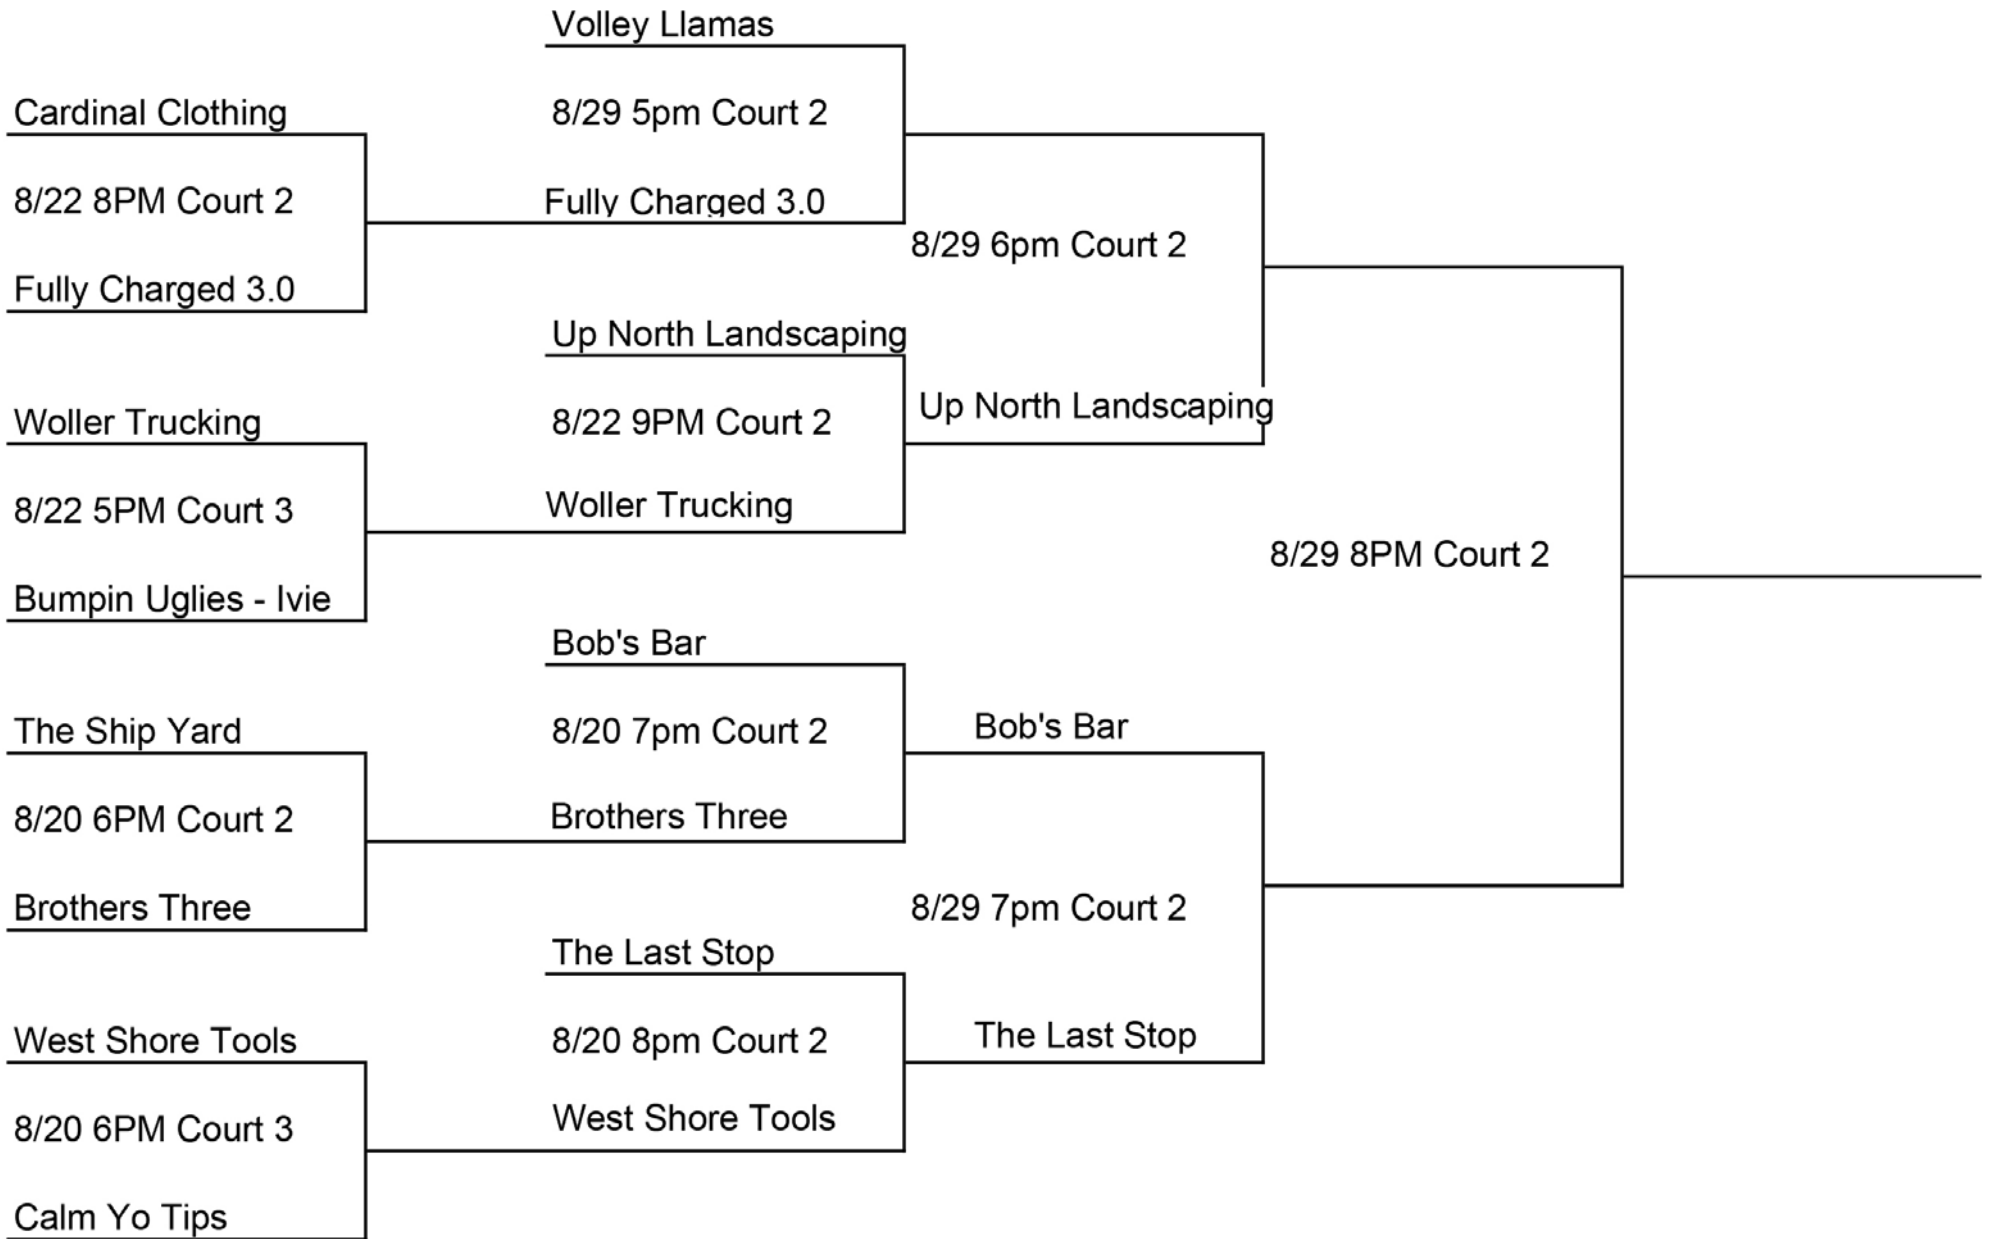 Volley Llamas
Cardinal Clothing
8/29 5pm Court 2
8/22 8PM Court 2
Fully Charged 3.0
8/29 6pm Court 2
Fully Charged 3.0
Up North Landscaping
Woller Trucking
8/22 9PM Court 2
Up North Landscaping
8/22 5PM Court 3
Woller Trucking
8/29 8PM Court 2
Bumpin Uglies - Ivie
Bob's Bar
The Ship Yard
8/20 7pm Court 2
Bob's Bar
8/20 6PM Court 2
Brothers Three
Brothers Three
8/29 7pm Court 2
The Last Stop
West Shore Tools
8/20 8pm Court 2
The Last Stop
8/20 6PM Court 3
West Shore Tools
Calm Yo Tips